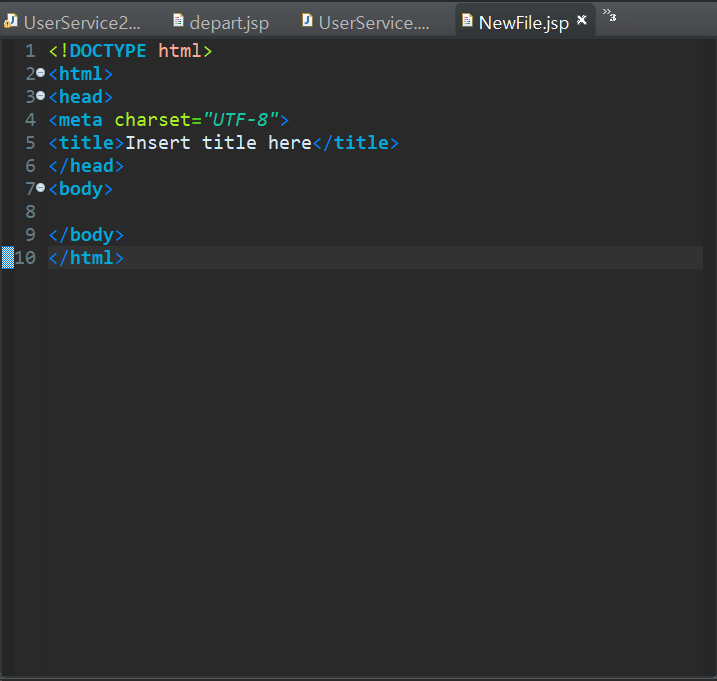 UserService2... depart.jsp UserService.... NewFile.jsp »3
1 <!DOCTYPE html>
2 <html>
3 <head>
4 <meta charset="UTF-8">
5 <title>Insert title here</title>
6 </head>
7 <body>
8
9 </body>
10 </html>